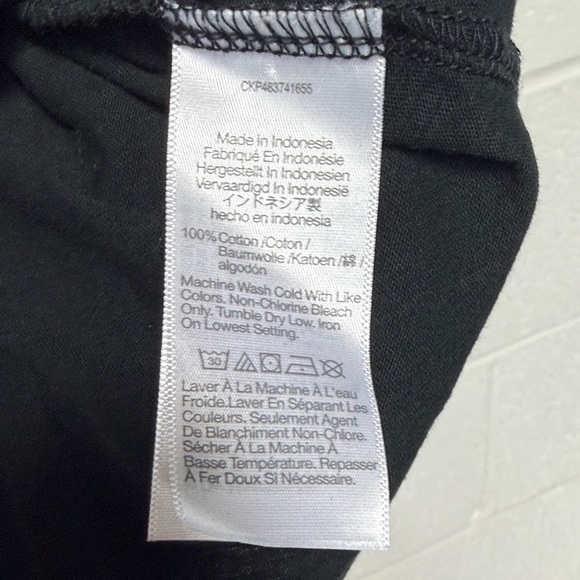 CKP463741655
Made in Indonesia
Fabriqué En Indonésie
Hergestellt In Indonesien
Vervaardigd In Indonesië
インドネシア製
hecho en indonesia
100% Cotton /Coton /
Baumwolle /Katoen /綿 /
algodón
Machine Wash Cold With Like
Colors. Non-Chlorine Bleach
Only. Tumble Dry Low. Iron
On Lowest Setting.
30
Laver À La Machine À L'eau
Froide.Laver En Séparant Les
Couleurs. Seulement Agent
De Blanchiment Non-Chlore.
Sécher À La Machine À
Basse Température. Repasser
À Fer Doux Si Nécessaire.